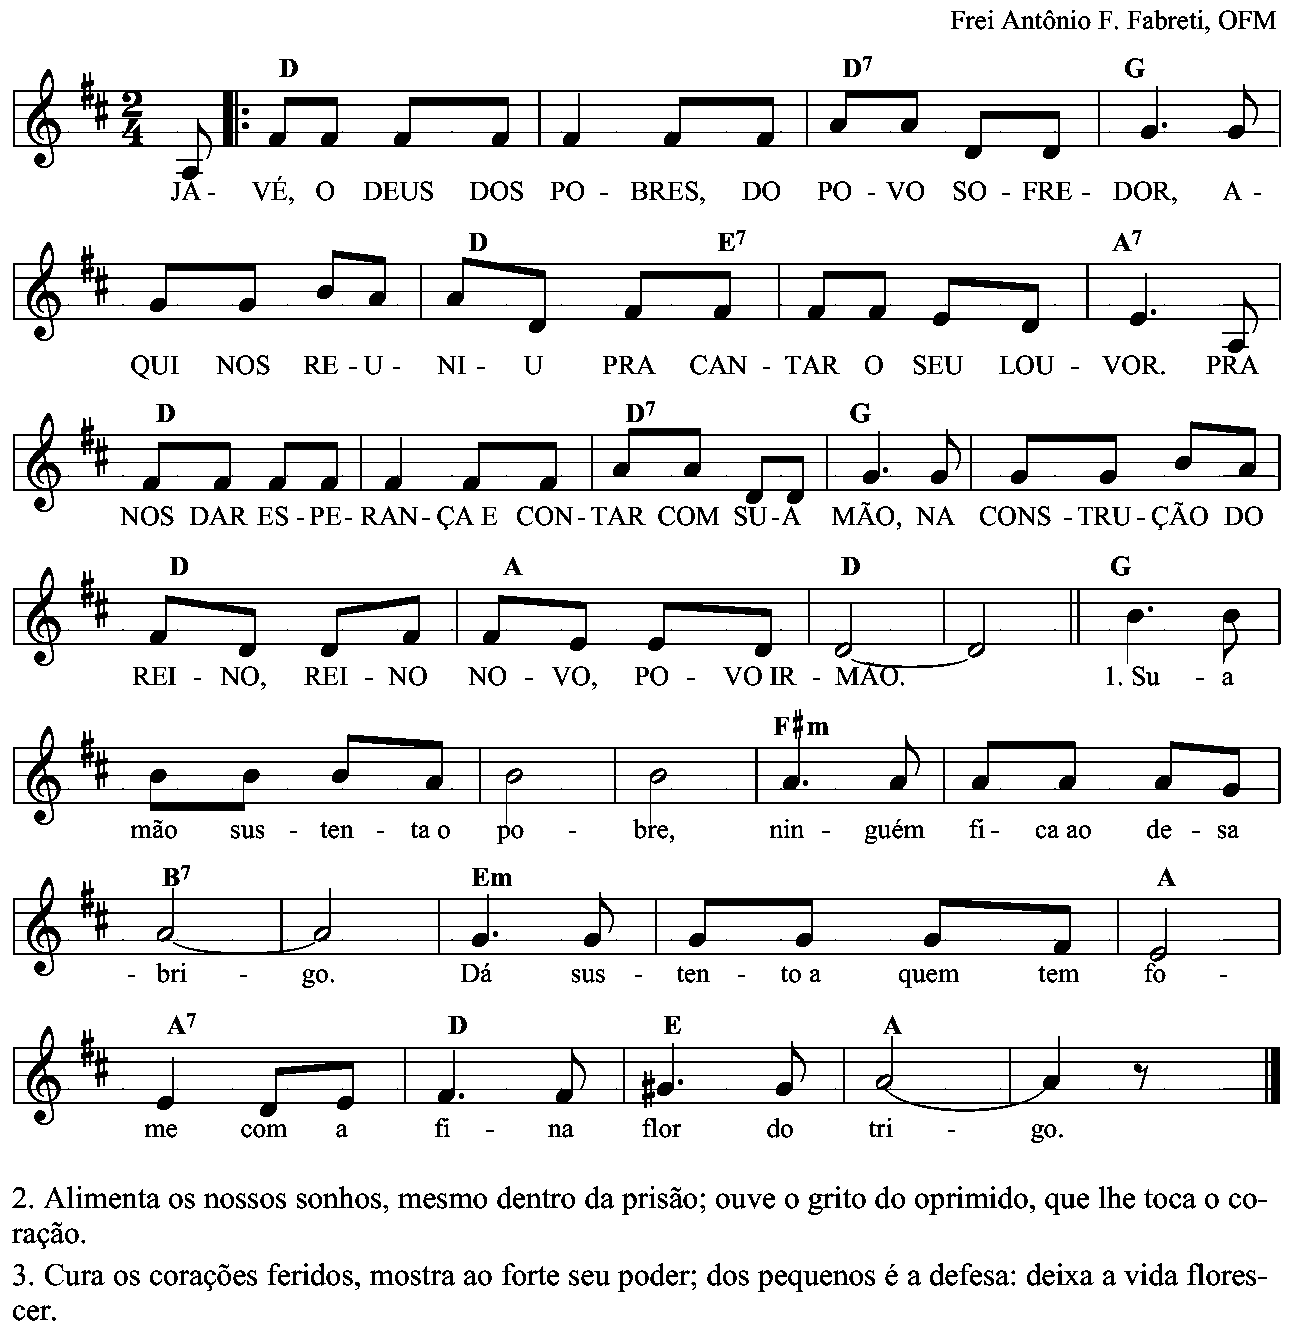 Frei Antônio F. Fabreti, OFM
D D7 G
JA- VÉ, O DEUS DOS PO - BRES, DO PO - VO SO - FRE - DOR, A -
D E7 A7
QUI NOS RE - U - NI - U PRA CAN - TAR O SEU LOU - VOR. PRA
D D7 G
NOS DAR ES - PE - RAN - ÇA E CON - TAR COM SU - A MÃO, NA CONS - TRU - ÇÃO DO
D A D G
REI - NO, REI - NO NO - VO, PO - VO IR - MÃO. 1. Su - a
F#m
mão sus - ten - ta o po - bre, nin - guém fi - ca ao de - sa
B7 Em A
- bri - go. Dá sus - ten - to a quem tem fo -
A7 D E A
me com a fi - na flor do tri - go.
2. Alimenta os nossos sonhos, mesmo dentro da prisão; ouve o grito do oprimido, que lhe toca o co-
ração.
3. Cura os corações feridos, mostra ao forte seu poder; dos pequenos é a defesa: deixa a vida flores-
cer.